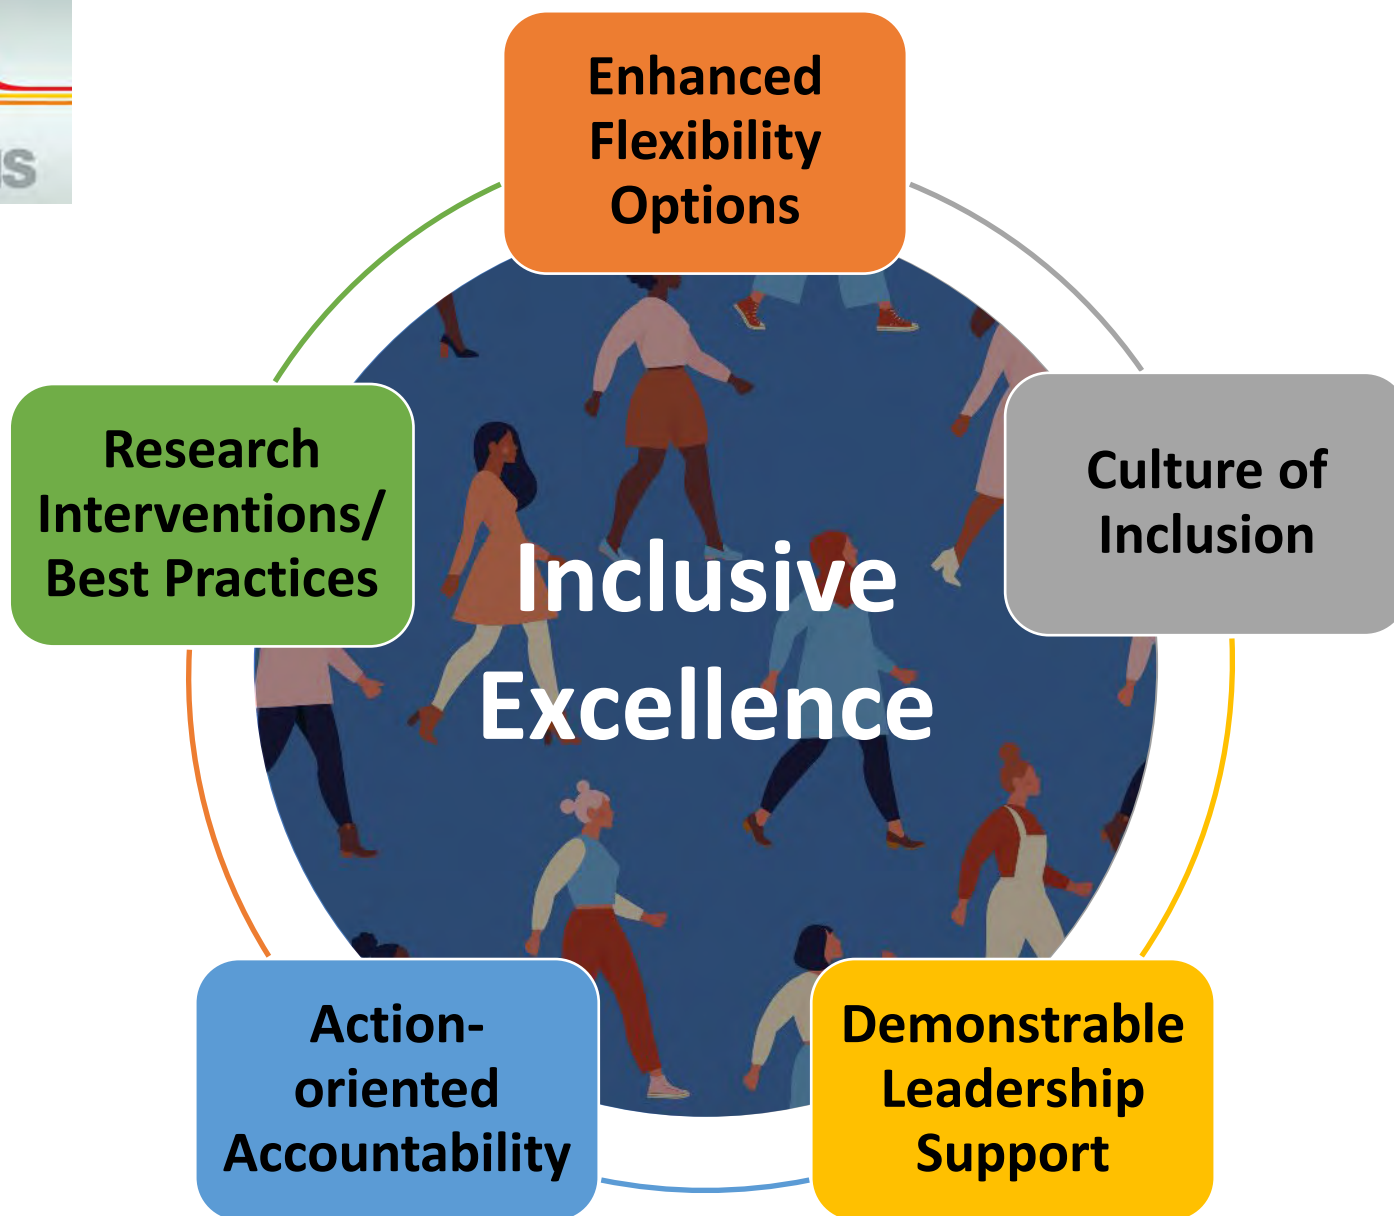 Enhanced
Flexibility
Options
Culture of
Inclusion
Demonstrable
Leadership
Support
Action-
oriented
Accountability
Research
Interventions/
Best Practices
Inclusive
Excellence